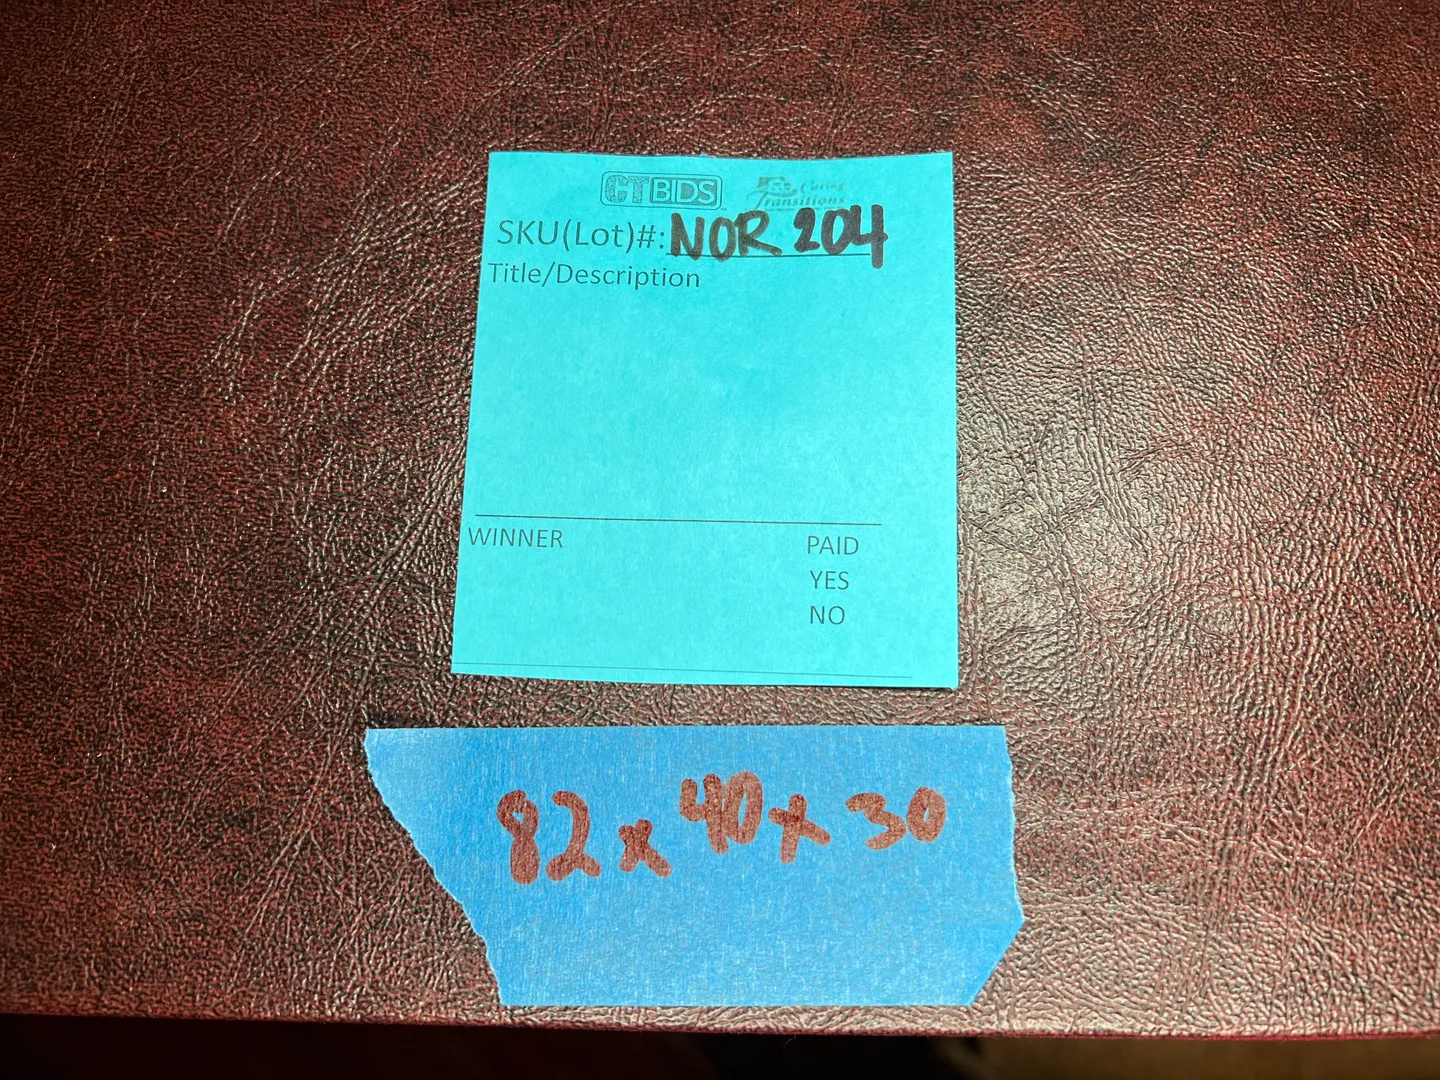 CTBIDS Caring Transitions
SKU(Lot)#: NOR 204
Title/Description
WINNER PAID
YES
NO
82 x 40 x 30